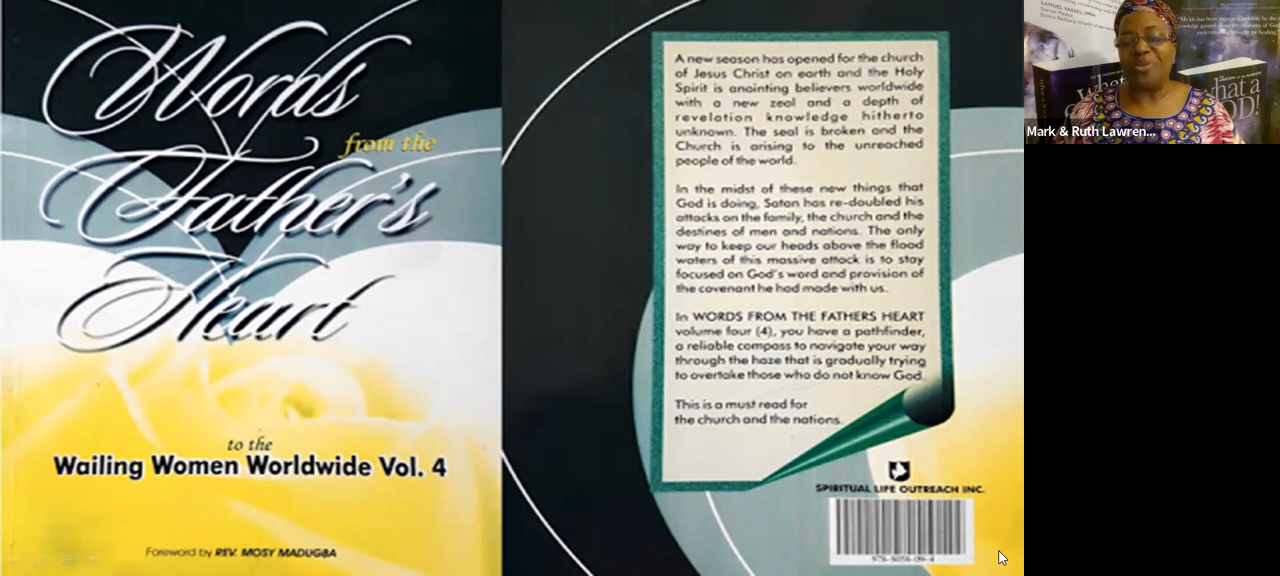 Words
from the
Father's
Heart
to the
Wailing Women Worldwide Vol. 4
Foreword by REV. MOSY MADUGBA
A new season has opened for the church
of Jesus Christ on earth and the Holy
Spirit is anointing believers worldwide
with a new zeal and a depth of
revelation knowledge hitherto
unknown. The seal is broken and the
Church is arising to the unreached
people of the world.
In the midst of these new things that
God is doing, Satan has re-doubled his
attacks on the family, the church and the
destines of men and nations. The only
way to keep our heads above the flood
waters of this massive attack is to stay
focused on God's word and provision of
the covenant he had made with us.
In WORDS FROM THE FATHERS HEART
volume four (4), you have a pathfinder,
a reliable compass to navigate your way
through the haze that is gradually trying
to overtake those who do not know God.
This is a must read for
the church and the nations.
SPIRITUAL LIFE OUTREACH INC.
SAMUEL VASSEL, DMin
Senior Pastor
what a
GOD!
Mark & Ruth Lawren...